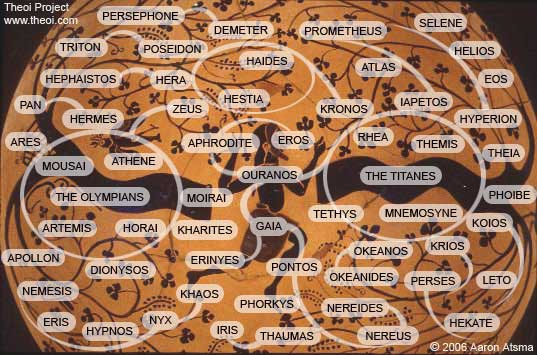 Theoi Project
www.theoi.com
PERSEPHONE
DEMETER
PROMETHEUS
SELENE
TRITON
POSEIDON
HELIOS
HAIDES
ATLAS
HEPHAISTOS
HERA
EOS
HESTIA
IAPETOS
PAN
ZEUS
KRONOS
HERMES
HYPERION
ARES
APHRODITE
EROS
RHEA
THEMIS
THEIA
MOUSAI
ATHENE
OURANOS
THE TITANES
THE OLYMPIANS
MOIRAI
PHOIBE
TETHYS
MNEMOSYNE
ARTEMIS
HORAI
KHARITES
GAIA
KOIOS
OKEANOS
KRIOS
APOLLON
DIONYSOS
ERINYES
PONTOS
OKEANIDES
PERSES
LETO
NEMESIS
KHAOS
PHORKYS
NEREIDES
ERIS
HYPNOS
NYX
IRIS
THAUMAS
NEREUS
HEKATE
© 2006 Aaron Atsma